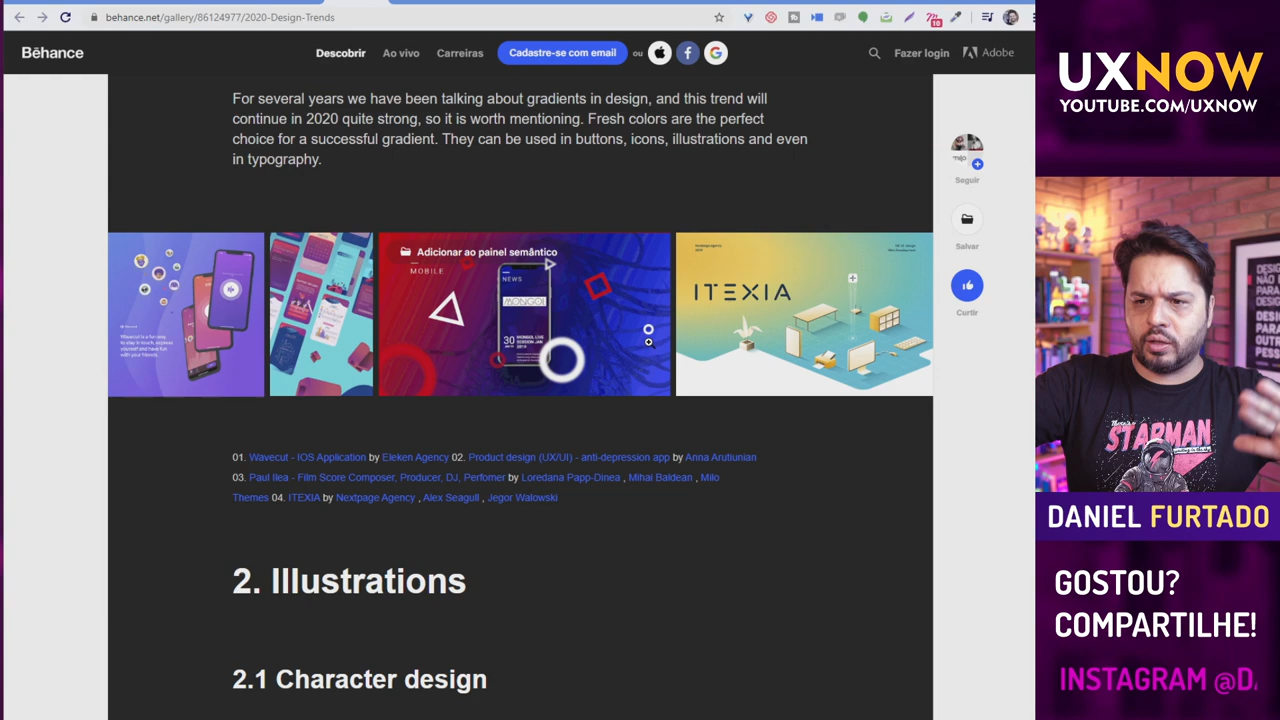 behance.net/gallery/86124977/2020-Design-Trends
Bēhance
Descobrir
Ao vivo
Carreiras
Cadastre-se com email
ou
Fazer login
Adobe
For several years we have been talking about gradients in design, and this trend will
continue in 2020 quite strong, so it is worth mentioning. Fresh colors are the perfect
choice for a successful gradient. They can be used in buttons, icons, illustrations and even
in typography.
Seguir
Salvar
Curtir
Adicionar ao painel semântico
MOBILE
NEWS
MONGOL
30
ITEXIA
01. Wavecut - IOS Application by Eleken Agency 02. Product design (UX/UI) - anti-depression app by Anna Arutiunian
03. Paul Ilea - Film Score Composer, Producer, DJ, Perfomer by Loredana Papp-Dinea , Mihai Baldean , Milo
Themes 04. ITEXIA by Nextpage Agency , Alex Seagull , Jegor Walowski
2. Illustrations
2.1 Character design
UXNOW
YOUTUBE.COM/UXNOW
STARMAN
DANIEL FURTADO
GOSTOU?
COMPARTILHE!
INSTAGRAM @D